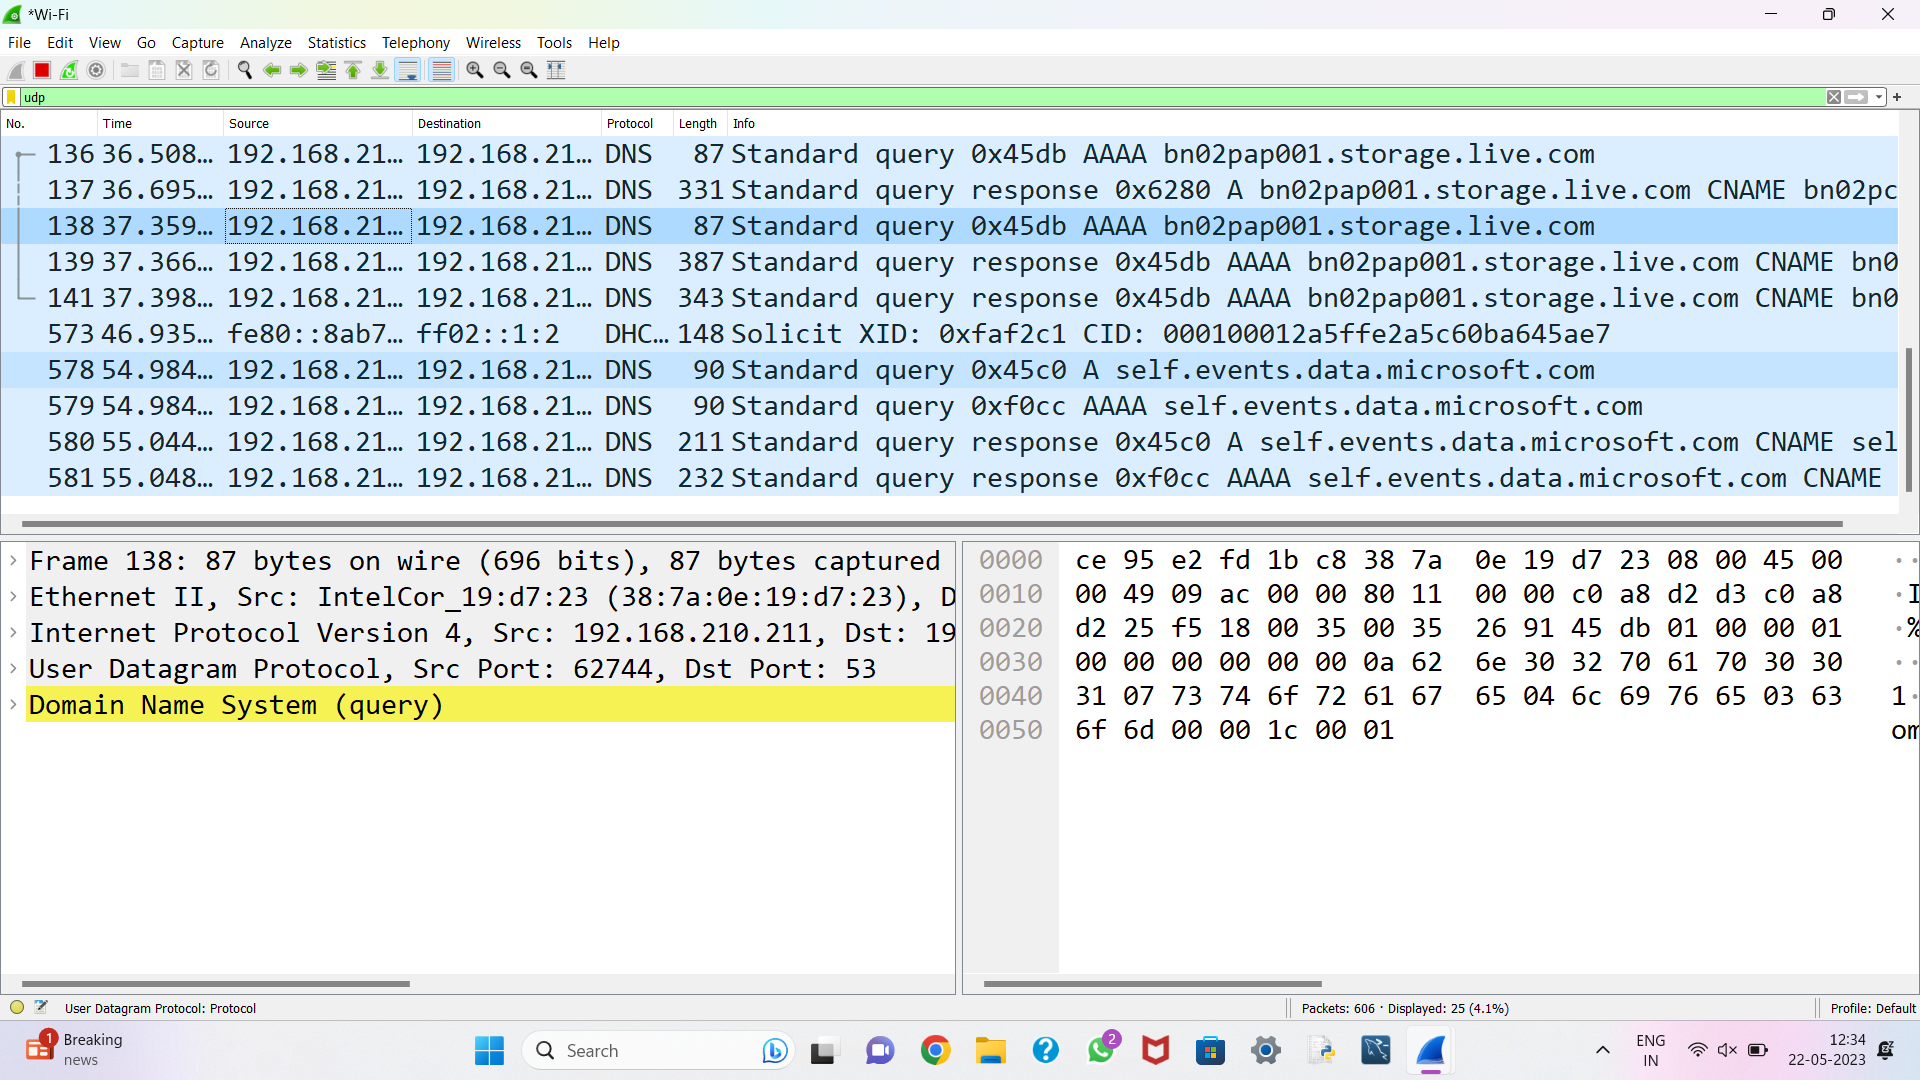 *Wi-Fi
File Edit View Go Capture Analyze Statistics Telephony Wireless Tools Help
udp
No. Time Source Destination Protocol Length Info
136 36.508… 192.168.21… 192.168.21… DNS 87 Standard query 0x45db AAAA bn02pap001.storage.live.com
137 36.695… 192.168.21… 192.168.21… DNS 331 Standard query response 0x6280 A bn02pap001.storage.live.com CNAME bn02pc
138 37.359… 192.168.21… 192.168.21… DNS 87 Standard query 0x45db AAAA bn02pap001.storage.live.com
139 37.366… 192.168.21… 192.168.21… DNS 387 Standard query response 0x45db AAAA bn02pap001.storage.live.com CNAME bn0
141 37.398… 192.168.21… 192.168.21… DNS 343 Standard query response 0x45db AAAA bn02pap001.storage.live.com CNAME bn0
573 46.935… fe80::8ab7… ff02::1:2 DHC… 148 Solicit XID: 0xfaf2c1 CID: 000100012a5ffe2a5c60ba645ae7
578 54.984… 192.168.21… 192.168.21… DNS 90 Standard query 0x45c0 A self.events.data.microsoft.com
579 54.984… 192.168.21… 192.168.21… DNS 90 Standard query 0xf0cc AAAA self.events.data.microsoft.com
580 55.044… 192.168.21… 192.168.21… DNS 211 Standard query response 0x45c0 A self.events.data.microsoft.com CNAME sel
581 55.048… 192.168.21… 192.168.21… DNS 232 Standard query response 0xf0cc AAAA self.events.data.microsoft.com CNAME
Frame 138: 87 bytes on wire (696 bits), 87 bytes captured
Ethernet II, Src: IntelCor_19:d7:23 (38:7a:0e:19:d7:23), D
Internet Protocol Version 4, Src: 192.168.210.211, Dst: 19
User Datagram Protocol, Src Port: 62744, Dst Port: 53
Domain Name System (query)
0000 ce 95 e2 fd 1b c8 38 7a 0e 19 d7 23 08 00 45 00 ··
0010 00 49 09 ac 00 00 80 11 00 00 c0 a8 d2 d3 c0 a8 ·I
0020 d2 25 f5 18 00 35 00 35 26 91 45 db 01 00 00 01 ·%
0030 00 00 00 00 00 00 0a 62 6e 30 32 70 61 70 30 30 ··
0040 31 07 73 74 6f 72 61 67 65 04 6c 69 76 65 03 63 1·
0050 6f 6d 00 00 1c 00 01 om
User Datagram Protocol: Protocol
Packets: 606 · Displayed: 25 (4.1%)
Profile: Default
1
Breaking
news
Search
2
ENG
IN
12:34
22-05-2023